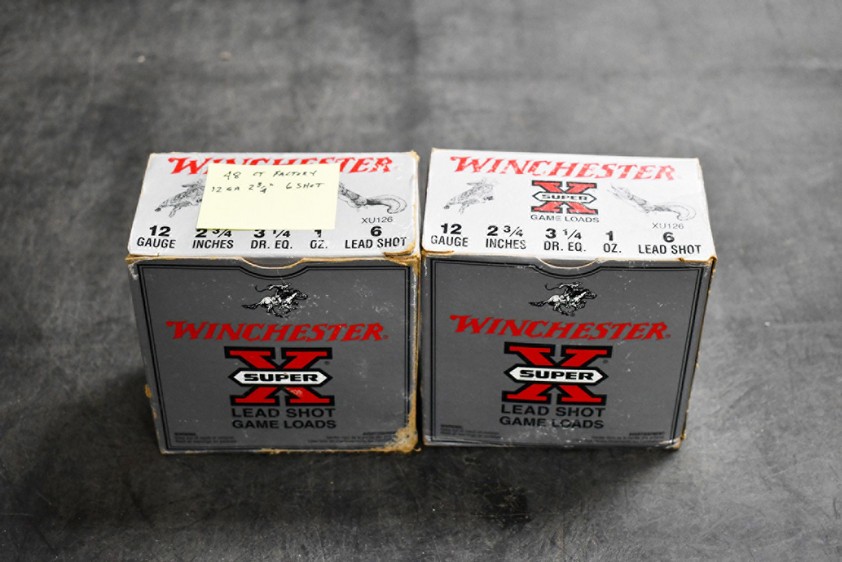 WINCHESTER
48 CT FACTORY
12 GA 2 3/4" 6 SHOT
XU126
12 2 3/4 3 1/4 1 6
GAUGE INCHES DR. EQ. OZ. LEAD SHOT
WINCHESTER®
X
SUPER
LEAD SHOT
GAME LOADS
WINCHESTER
X
SUPER
GAME LOADS
XU126
12 2 3/4 3 1/4 1 6
GAUGE INCHES DR. EQ. OZ. LEAD SHOT
WINCHESTER®
X
SUPER
LEAD SHOT
GAME LOADS